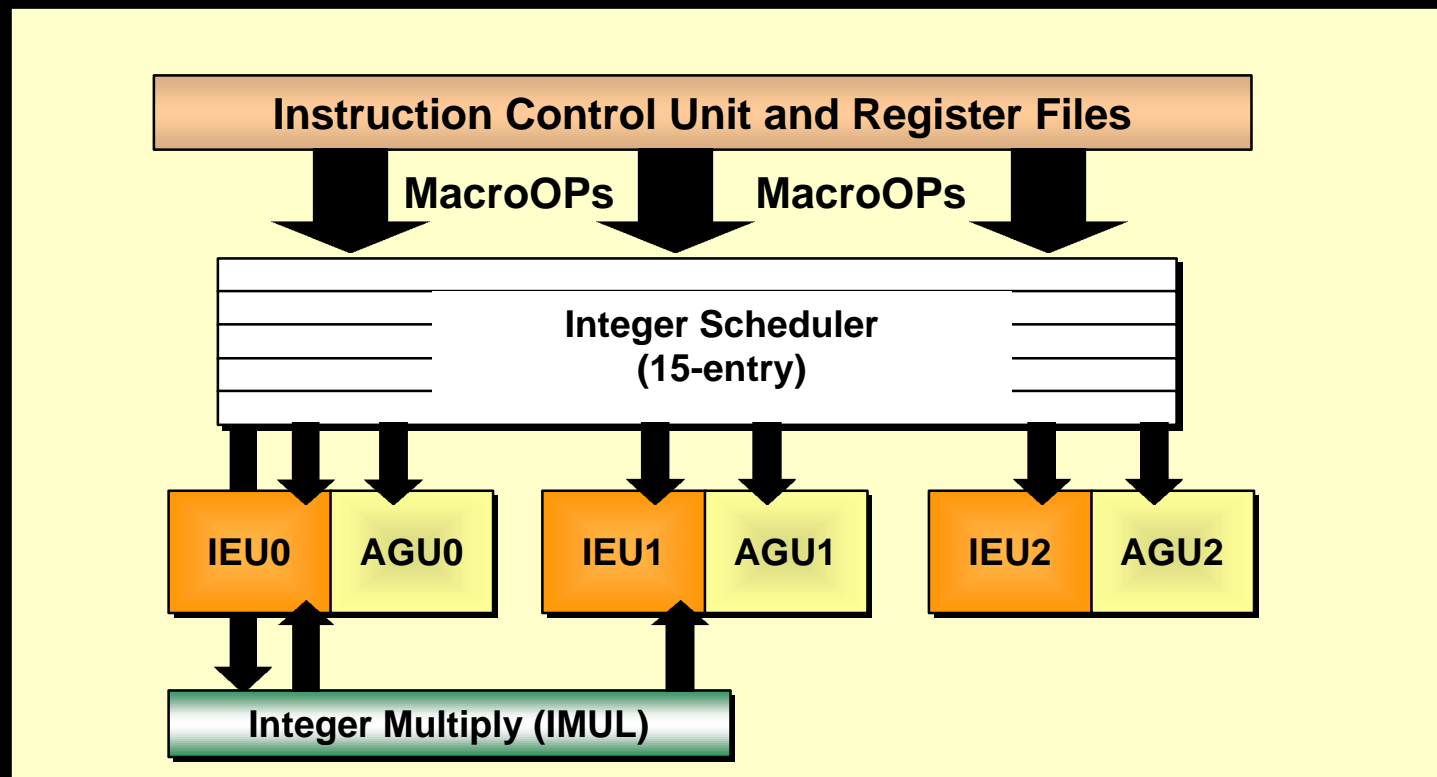 Instruction Control Unit and Register Files
MacroOPs MacroOPs
Integer Scheduler
(15-entry)
IEU0 AGU0 IEU1 AGU1 IEU2 AGU2
Integer Multiply (IMUL)